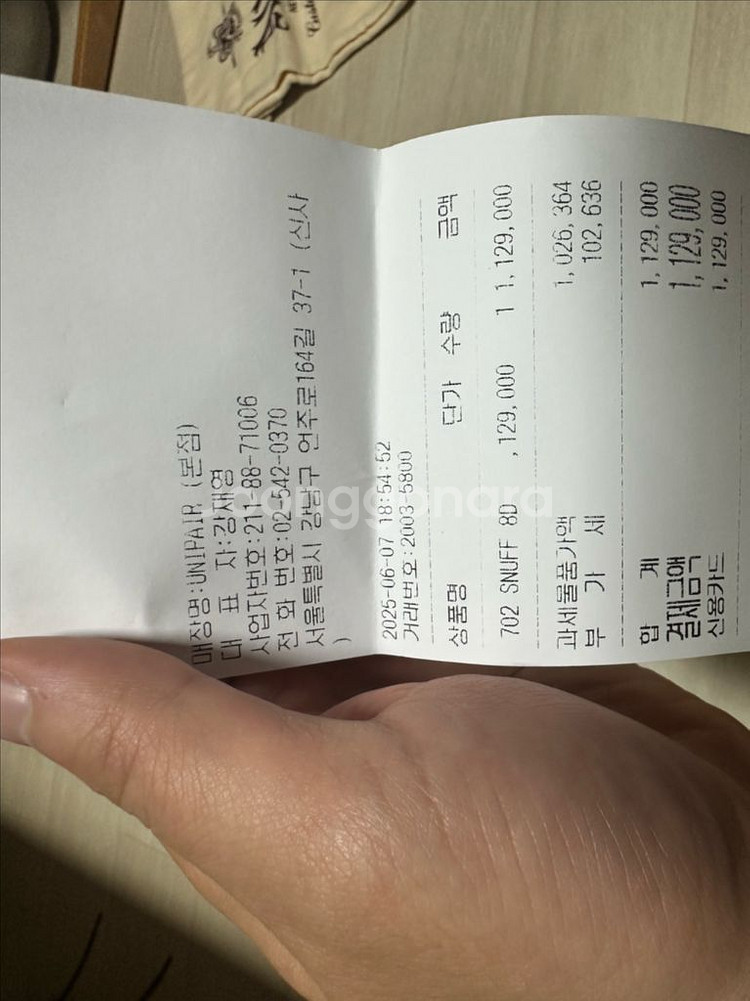 매장명:UNIPAIR (본점)
대 표 자:강재영
사업자번호:211-88-71006
전 화 번호:02-542-0370
서울특별시 강남구 언주로164길 37-1 (신사
)
2025-06-07 18:54:52
거래번호:2003-5800
상품명 단가 수량 금액
702 SNUFF 8D ,129,000 1 1,129,000
과세물품가액 1,026,364
부 가 세 102,636
합 계 1,129,000
결제금액 1,129,000
신용카드 1,129,000
Joonggonara